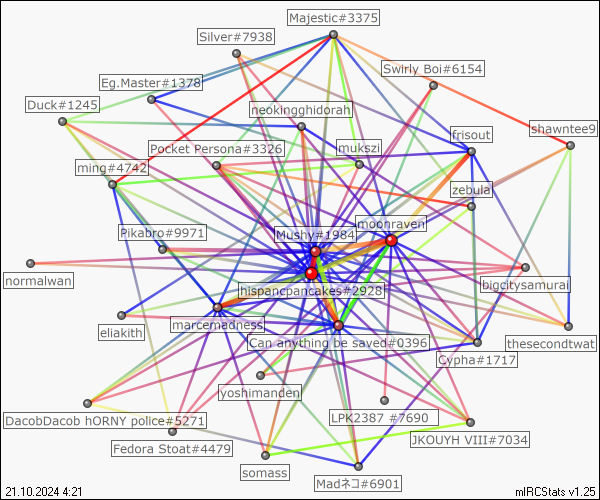 Majestic#3375
Silver#7938
Swirly Boi#6154
Eg.Master#1378
Duck#1245
neokingghidorah
shawntee9
frisout
Pocket Persona#3326
mukszi
ming#4742
zebula
moonraven
Pikabro#9971
Mushy#1984
normalwan
hispancpancakes#2928
bigcitysamurai
eliakith
marcemadness
thesecondtwat
Can anything be saved#0396
Cypha#1717
yoshimanden
DacobDacob hORNY police#5271
LPK2387 #7690
JKOUYH VIII#7034
Fedora Stoat#4479
somass
Madネコ#6901
21.10.2024 4:21
mIRCStats v1.25